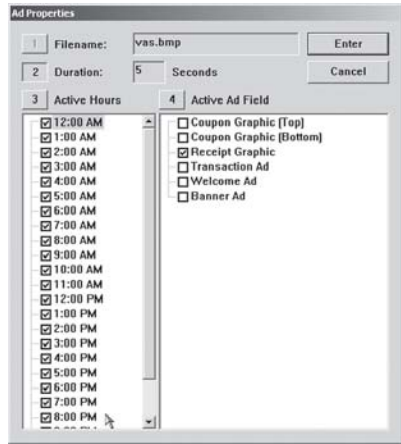 Ad Properties
1 Filename: vas.bmp Enter
2 Duration: 5 Seconds Cancel
3 Active Hours 4 Active Ad Field
12:00 AM
1:00 AM
2:00 AM
3:00 AM
4:00 AM
5:00 AM
6:00 AM
7:00 AM
8:00 AM
9:00 AM
10:00 AM
11:00 AM
12:00 PM
1:00 PM
2:00 PM
3:00 PM
4:00 PM
5:00 PM
6:00 PM
7:00 PM
8:00 PM
Coupon Graphic (Top)
Coupon Graphic (Bottom)
Receipt Graphic
Transaction Ad
Welcome Ad
Banner Ad